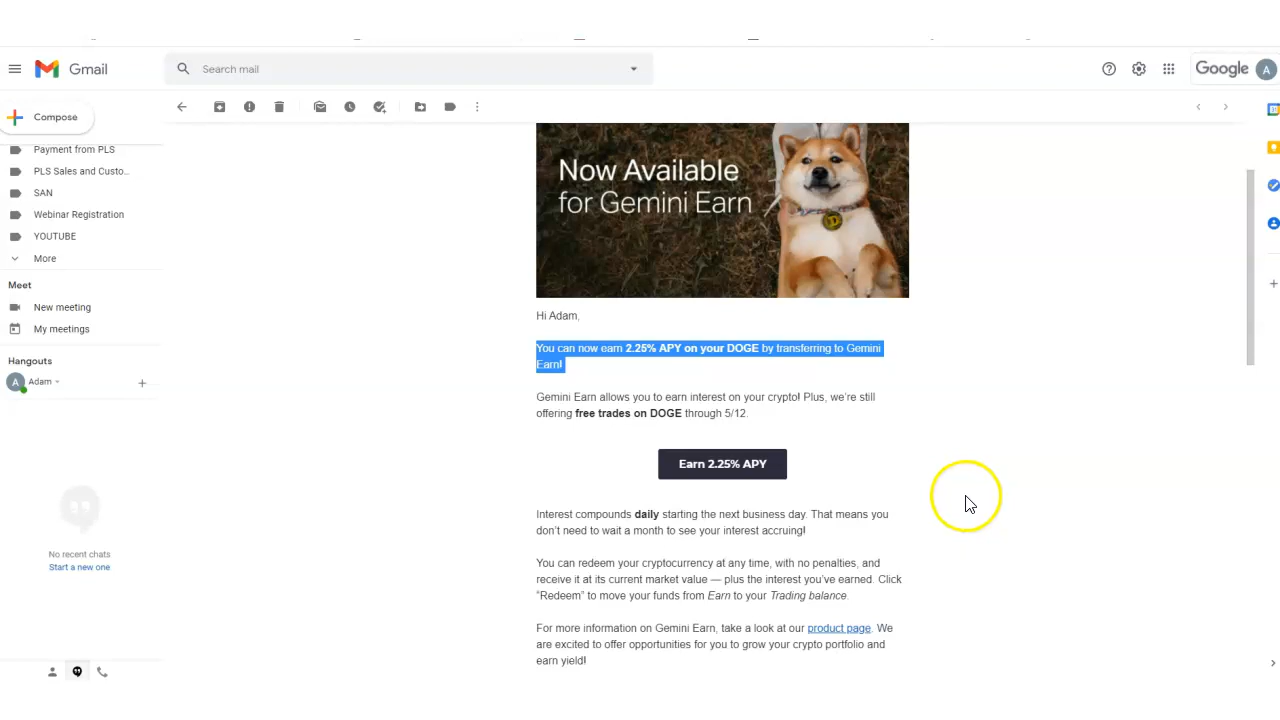 Gmail
Search mail
Google
A
Compose
Payment from PLS
PLS Sales and Custo...
SAN
Webinar Registration
YOUTUBE
More
Meet
New meeting
My meetings
Hangouts
A
Adam
No recent chats
Start a new one
Now Available
for Gemini Earn
Hi Adam,
You can now earn 2.25% APY on your DOGE by transferring to Gemini
Earn!
Gemini Earn allows you to earn interest on your crypto! Plus, we're still
offering free trades on DOGE through 5/12.
Earn 2.25% APY
Interest compounds daily starting the next business day. That means you
don't need to wait a month to see your interest accruing!
You can redeem your cryptocurrency at any time, with no penalties, and
receive it at its current market value — plus the interest you've earned. Click
"Redeem" to move your funds from Earn to your Trading balance.
For more information on Gemini Earn, take a look at our product page. We
are excited to offer opportunities for you to grow your crypto portfolio and
earn yield!